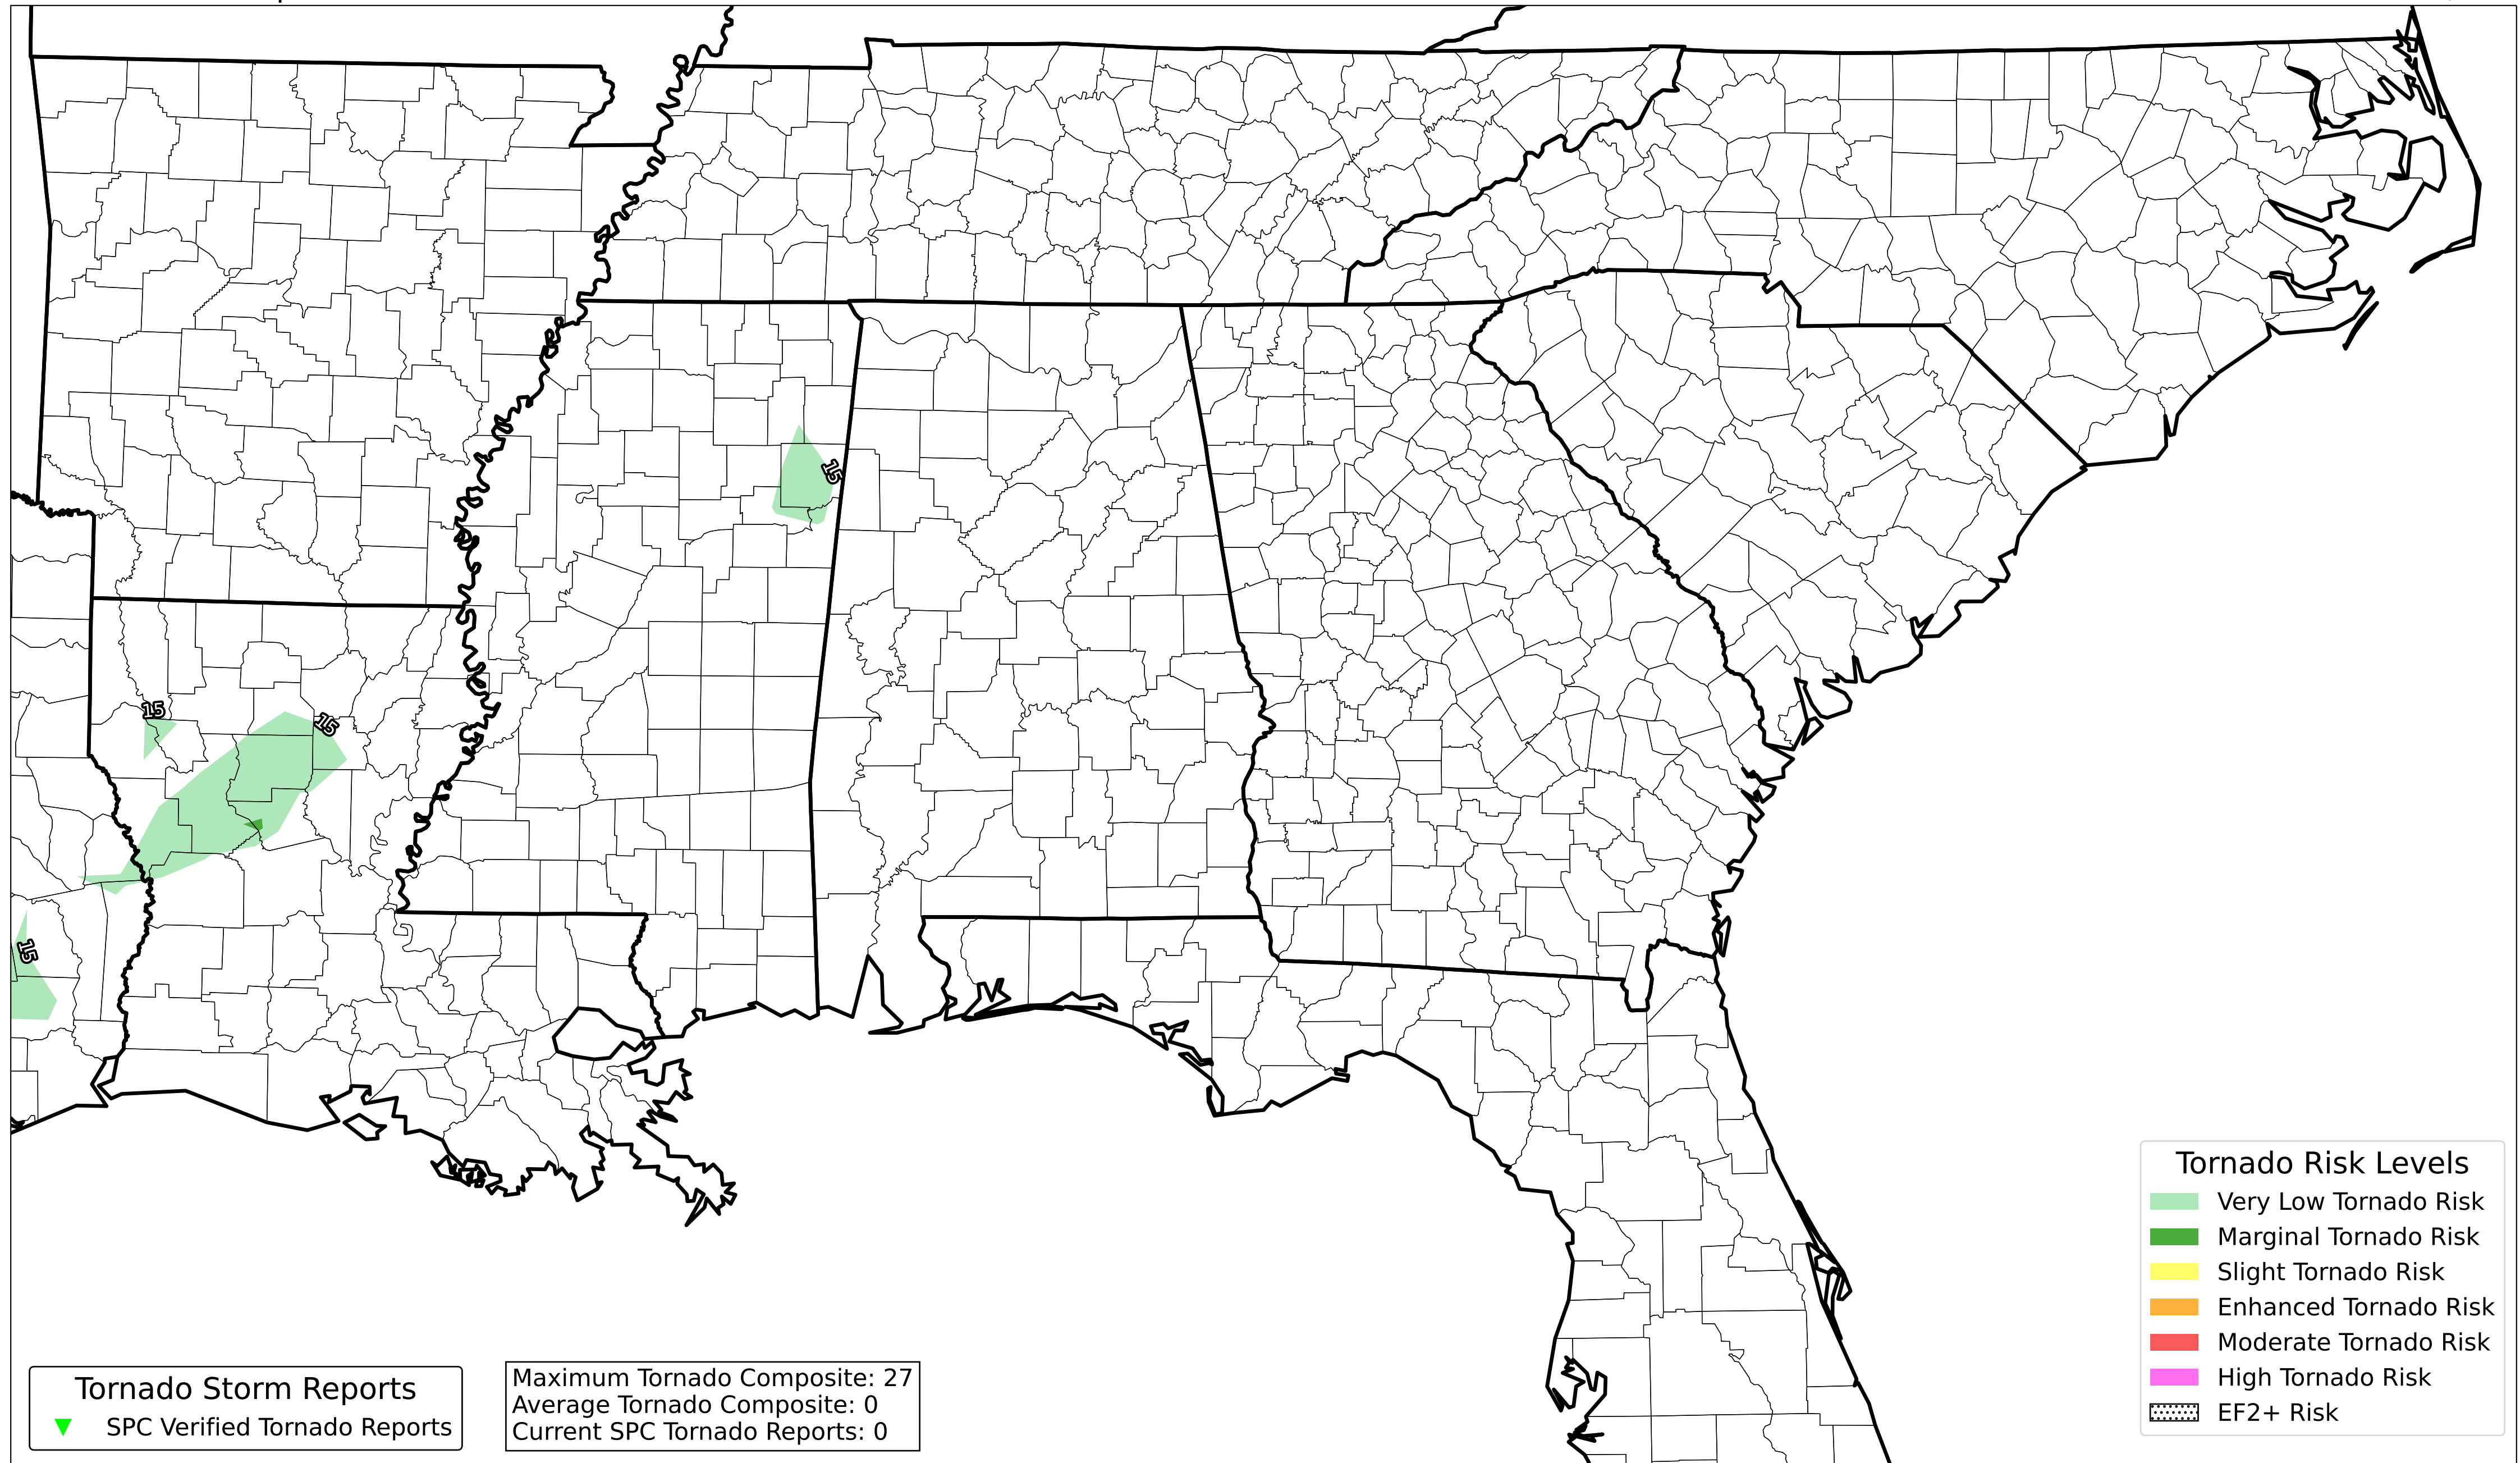 15
15
15
15
Tornado Risk Levels
Very Low Tornado Risk
Marginal Tornado Risk
Slight Tornado Risk
Enhanced Tornado Risk
Moderate Tornado Risk
High Tornado Risk
EF2+ Risk
Tornado Storm Reports
SPC Verified Tornado Reports
Maximum Tornado Composite: 27
Average Tornado Composite: 0
Current SPC Tornado Reports: 0